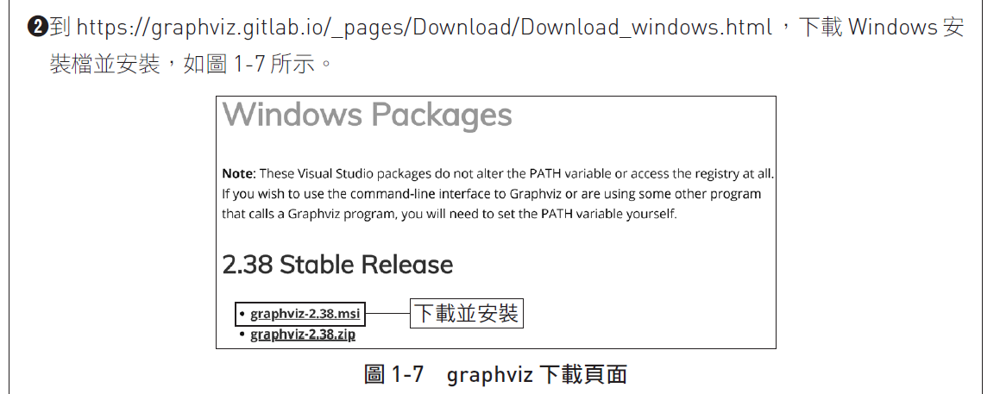 ❷到 https://graphviz.gitlab.io/_pages/Download/Download_windows.html，下載 Windows 安
裝檔並安裝，如圖 1-7 所示。
Windows Packages
Note: These Visual Studio packages do not alter the PATH variable or access the registry at all.
If you wish to use the command-line interface to Graphviz or are using some other program
that calls a Graphviz program, you will need to set the PATH variable yourself.
2.38 Stable Release
• graphviz-2.38.msi 下載並安裝
• graphviz-2.38.zip
圖 1-7 graphviz 下載頁面